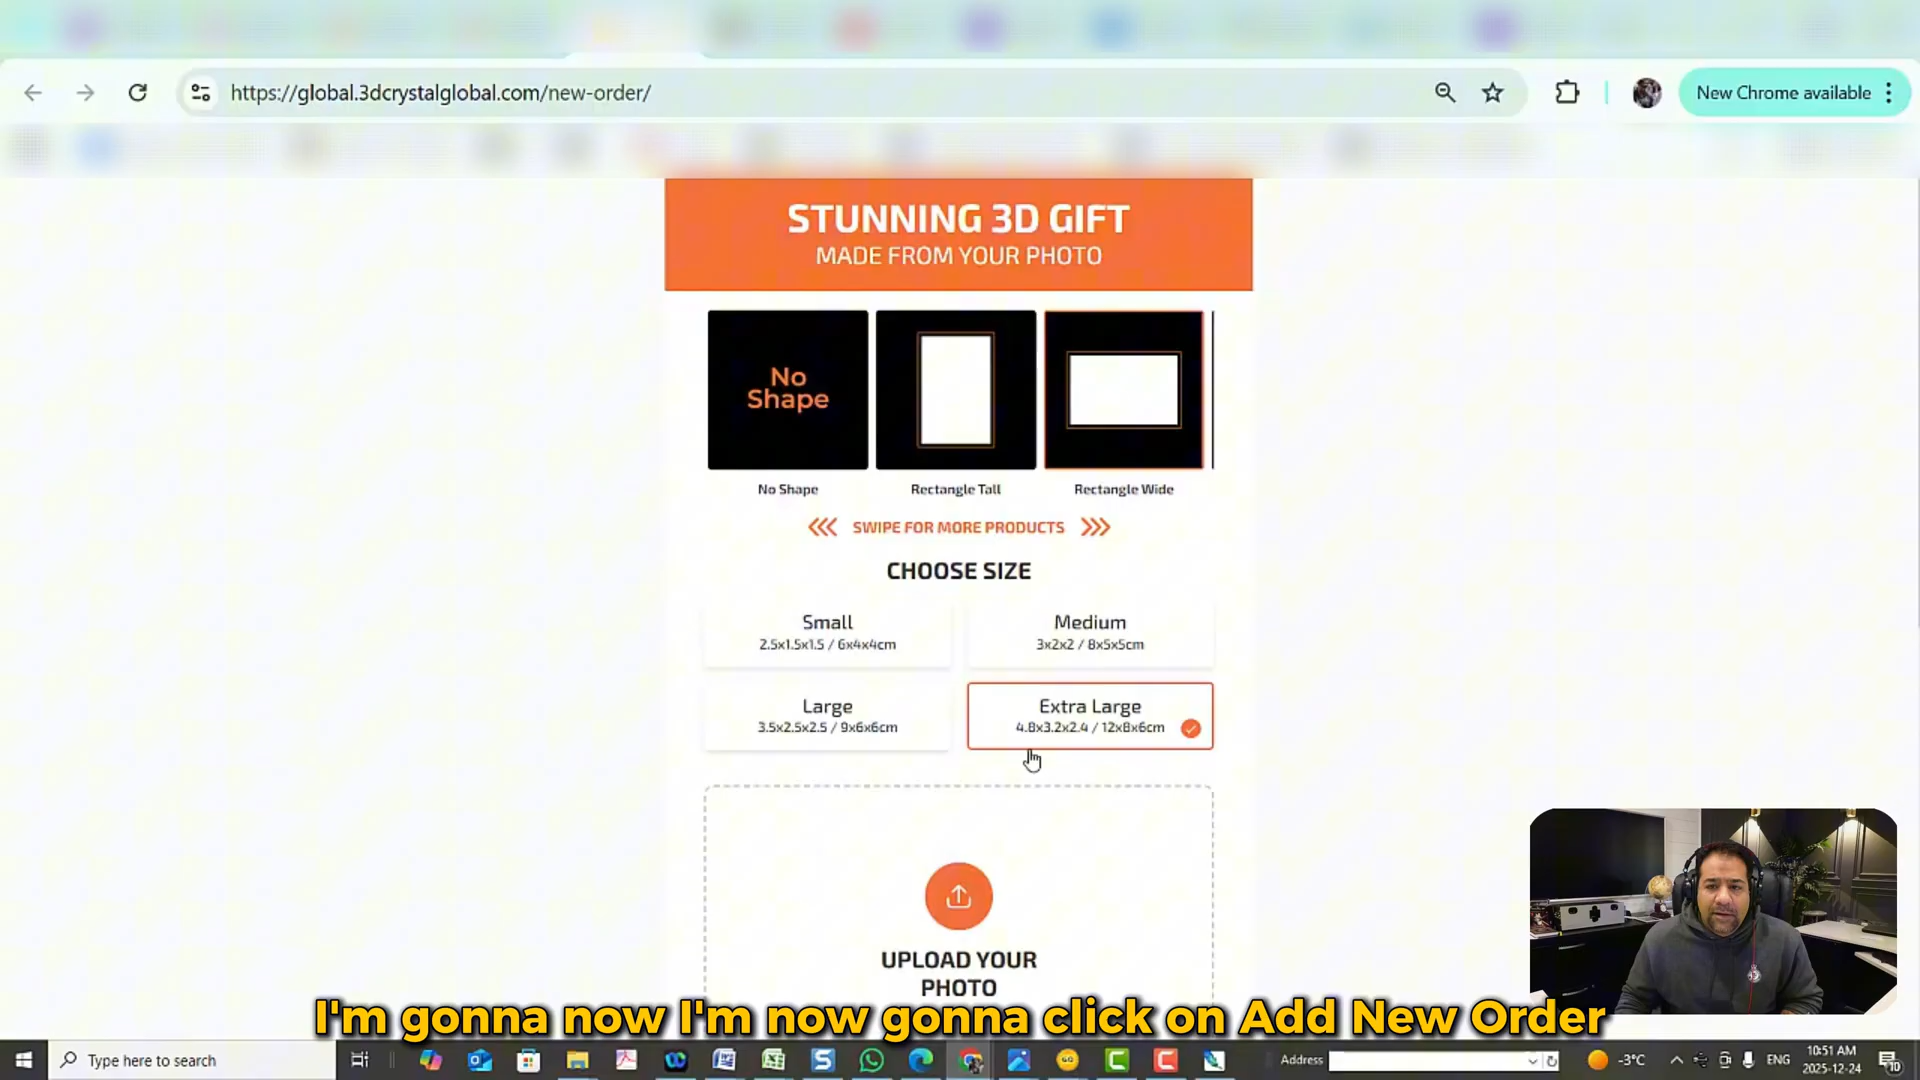 https://global.3dcrystalglobal.com/new-order/
New Chrome available
STUNNING 3D GIFT
MADE FROM YOUR PHOTO
No
Shape
No Shape
Rectangle Tall
Rectangle Wide
SWIPE FOR MORE PRODUCTS
CHOOSE SIZE
Small
2.5x1.5x1.5 / 6x4x4cm
Medium
3x2x2 / 8x5x5cm
Large
3.5x2.5x2.5 / 9x6x6cm
Extra Large
4.8x3.2x2.4 / 12x8x6cm
UPLOAD YOUR
PHOTO
I'm gonna now I'm now gonna click on Add New Order
Type here to search
Address
-3°C
ENG
10:51 AM
2025-12-24